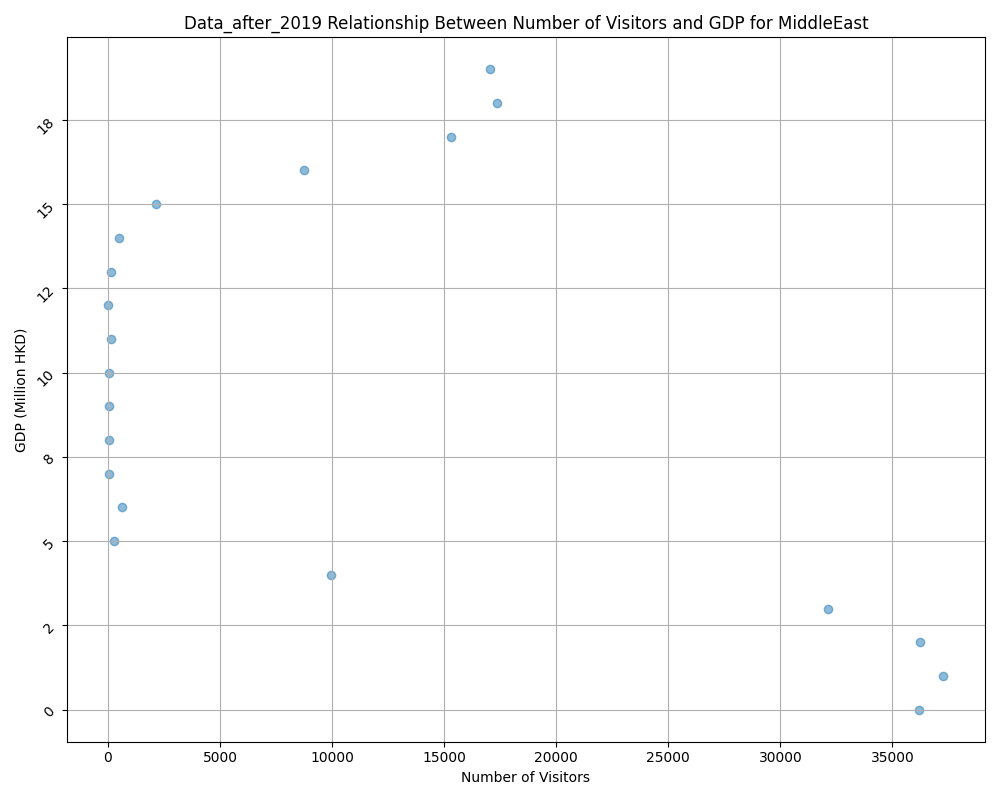 Data_after_2019 Relationship Between Number of Visitors and GDP for MiddleEast
GDP (Million HKD)
18
15
12
10
8
5
2
0
0 5000 10000 15000 20000 25000 30000 35000
Number of Visitors